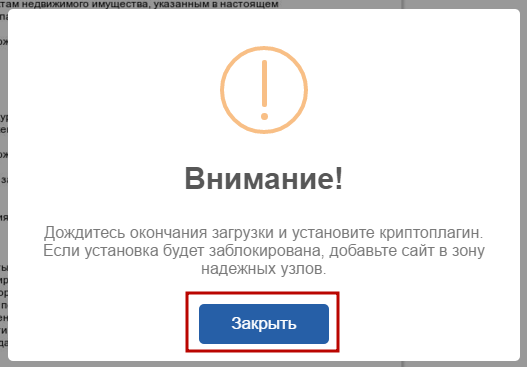 там недвижимого имущества, указанным в настоящем
Внимание!
Дождитесь окончания загрузки и установите криптоплагин.
Если установка будет заблокирована, добавьте сайт в зону
надежных узлов.
Закрыть